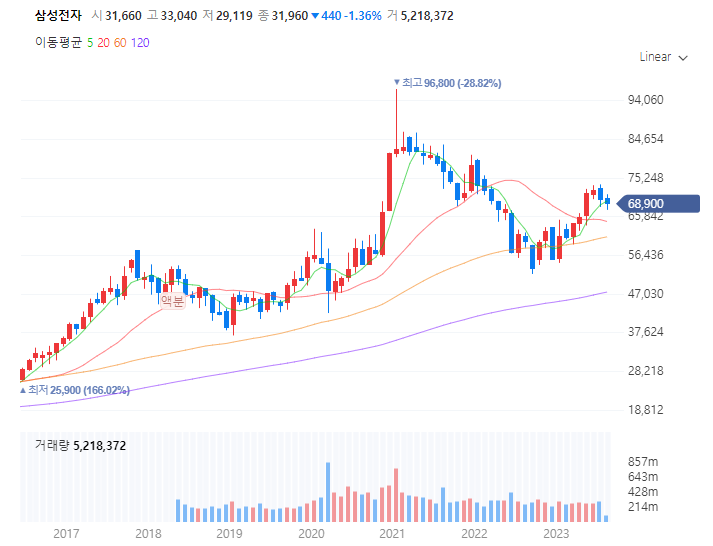 삼성전자 시 31,660 고 33,040 저 29,119 종 31,960 ▼ 440 -1.36% 거 5,218,372
이동평균 5 20 60 120
Linear
▼최고 96,800 (-28.82%)
94,060
84,654
75,248
68,900
65,842
56,436
47,030
액분
37,624
28,218
▲최저 25,900 (166.02%)
18,812
거래량 5,218,372
857m
643m
428m
214m
2017 2018 2019 2020 2021 2022 2023